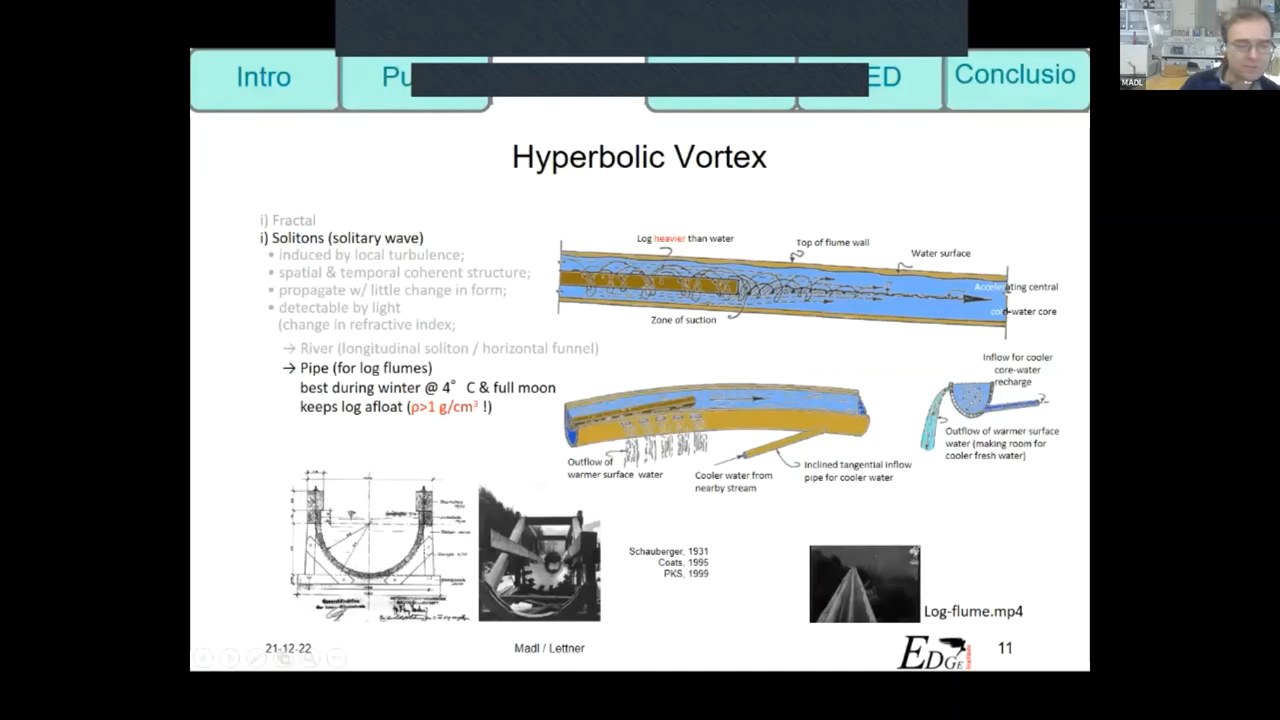 Intro
Pu
ED
Conclusio
MADL
Hyperbolic Vortex
i) Fractal
i) Solitons (solitary wave)
• induced by local turbulence;
• spatial & temporal coherent structure;
• propagate w/ little change in form;
• detectable by light
(change in refractive index;
→ River (longitudinal soliton / horizontal funnel)
→ Pipe (for log flumes)
best during winter @ 4° C & full moon
keeps log afloat (ρ>1 g/cm³ !)
Log heavier than water
Top of flume wall
Water surface
Accelerating central
core-water core
Zone of suction
Inflow for cooler
core-water
recharge
Outflow of warmer surface
water (making room for
cooler fresh water)
Outflow of
warmer surface water
Cooler water from
nearby stream
Inclined tangential inflow
pipe for cooler water
Schauberger, 1931
Coats, 1995
PKS, 1999
Log-flume.mp4
21-12-22
Madl / Lettner
EDGE
11